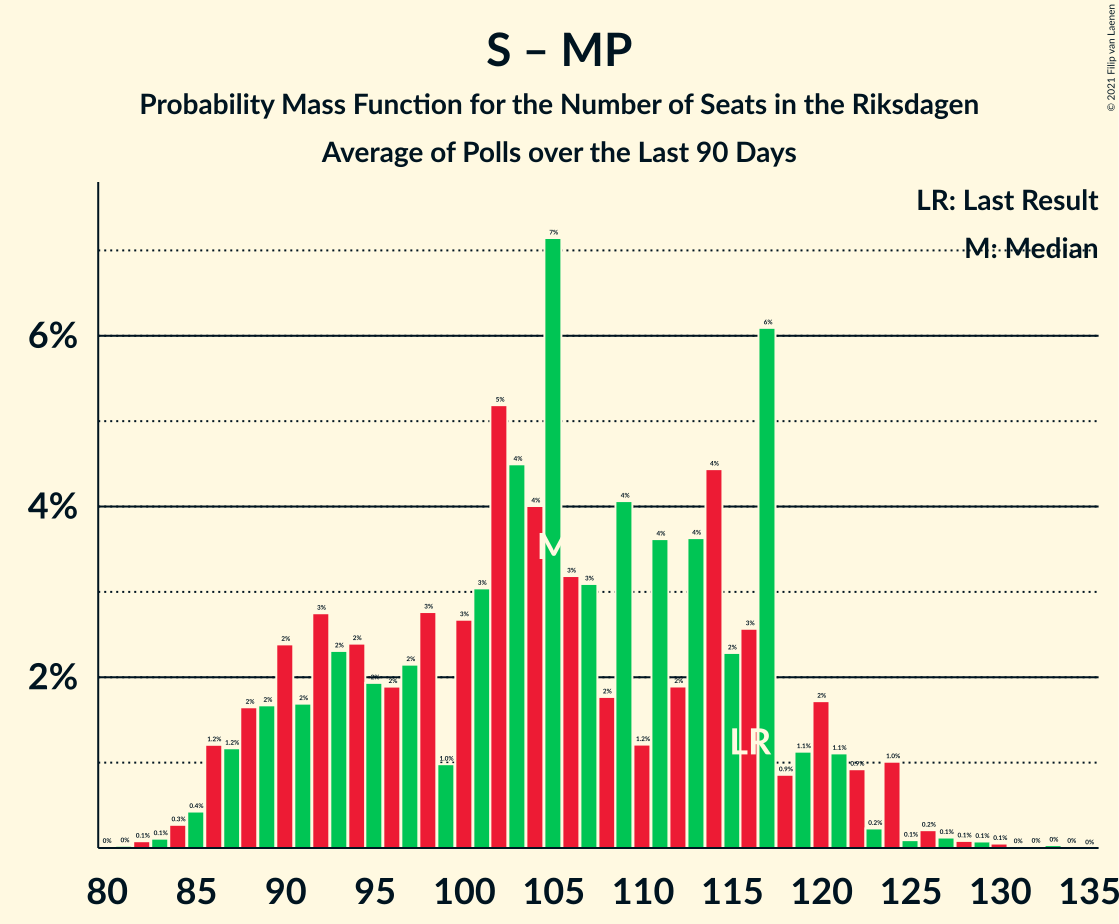 S – MP
Probability Mass Function for the Number of Seats in the Riksdagen
Average of Polls over the Last 90 Days
© 2021 Filip van Laenen
LR: Last Result
M: Median
6%
4%
2%
0% 0% 0.1% 0.1% 0.3% 0.4% 1.2% 1.2% 2% 2% 2% 2% 3% 2% 2% 2% 2% 2% 3% 1.0% 3% 3% 5% 4% 4% 7% 3% 3% 2% 4% 1.2% 4% 2% 4% 4% 2% 3% 6% 0.9% 1.1% 2% 1.1% 0.9% 0.2% 1.0% 0.1% 0.2% 0.1% 0.1% 0.1% 0.1% 0% 0% 0% 0% 0%
M
LR
80 85 90 95 100 105 110 115 120 125 130 135